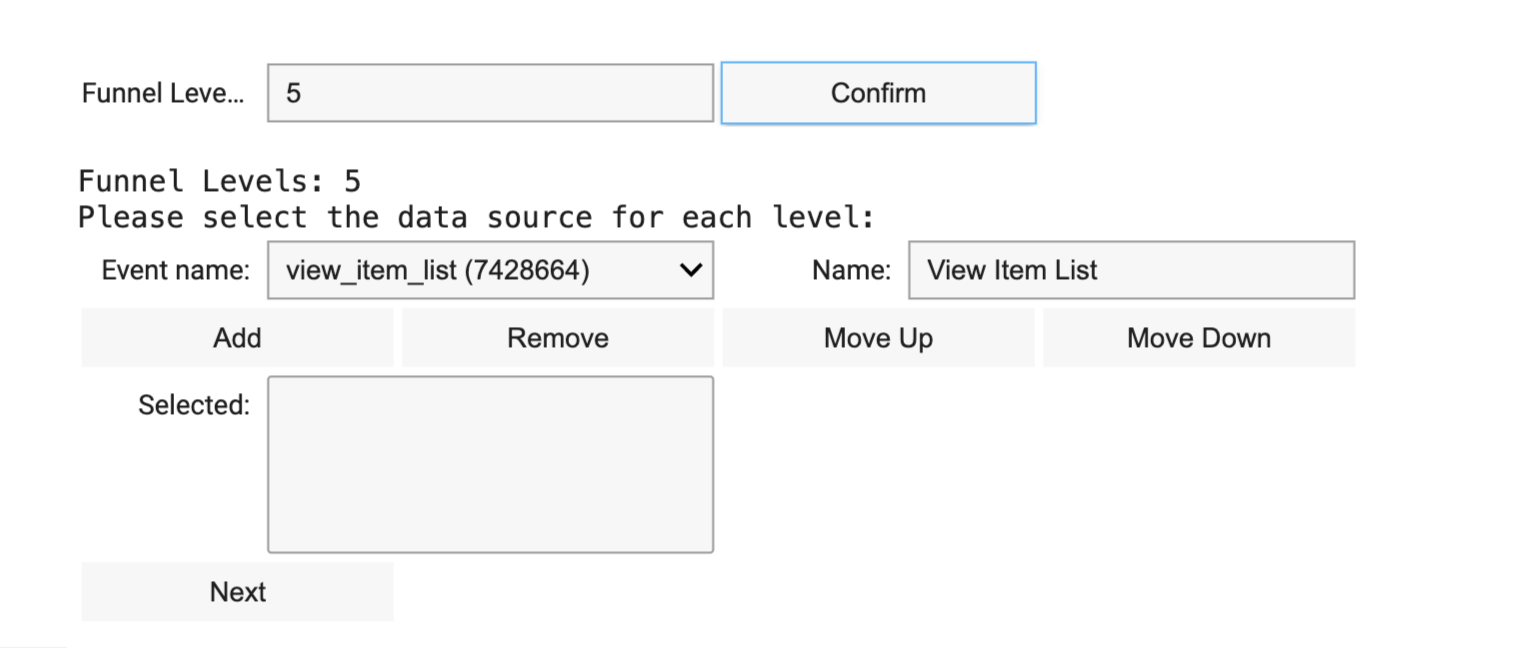 Funnel Leve... 5 Confirm
Funnel Levels: 5
Please select the data source for each level:
Event name: view_item_list (7428664) Name: View Item List
Add Remove Move Up Move Down
Selected:
Next